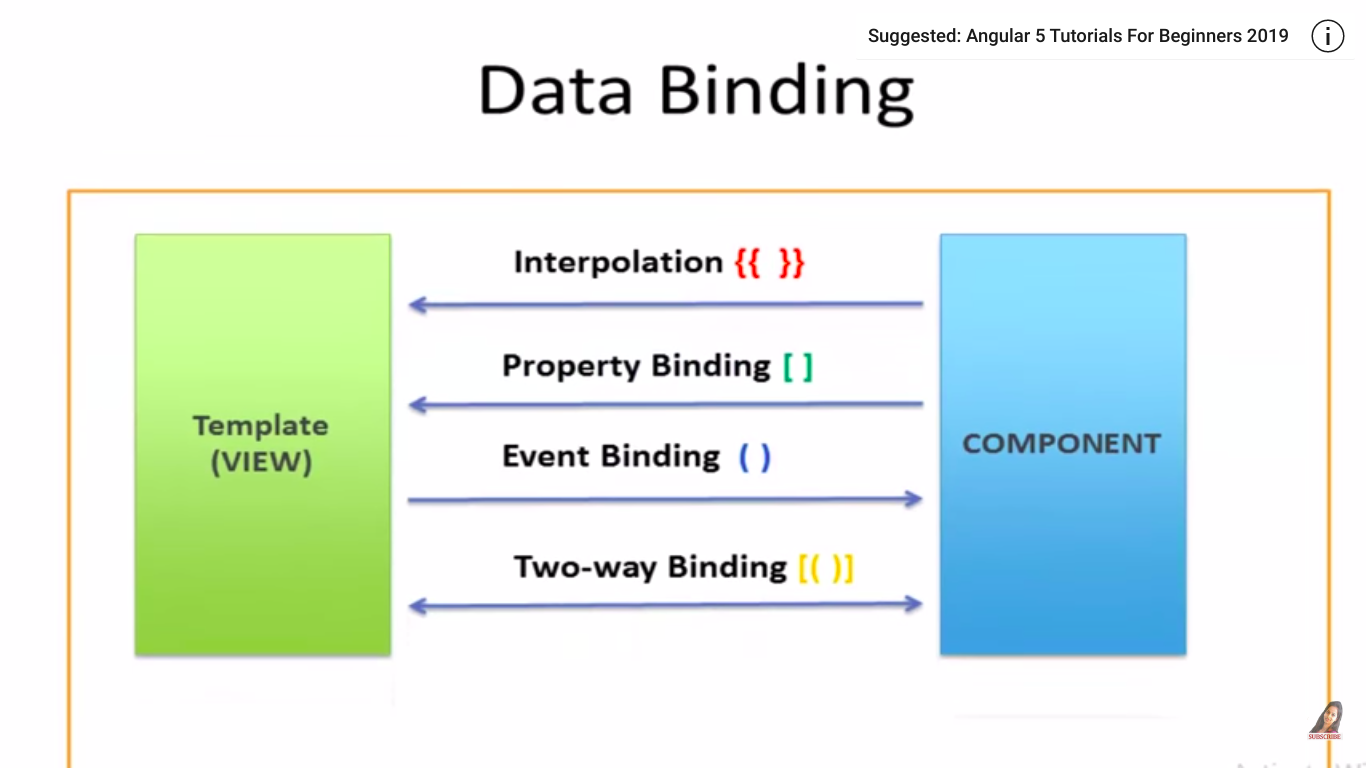 Suggested: Angular 5 Tutorials For Beginners 2019
i
Data Binding
Interpolation {{ }}
Property Binding [ ]
Template
(VIEW)
COMPONENT
Event Binding ( )
Two-way Binding [( )]
SUBSCRIBE